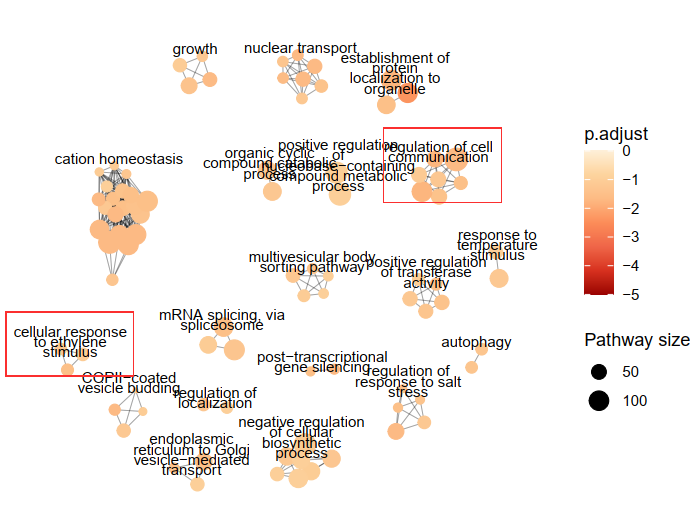 growth
nuclear transport
establishment of
protein
localization to
organelle
cation homeostasis
organic cyclic
compound catabolic
process
positive regulation
of
nucleobase−containing
compound metabolic
process
regulation of cell
communication
response to
temperature
stimulus
multivesicular body
sorting pathway
positive regulation
of transferase
activity
cellular response
to ethylene
stimulus
mRNA splicing, via
spliceosome
post−transcriptional
gene silencing
autophagy
COPII−coated
vesicle budding
regulation of
localization
regulation of
response to salt
stress
endoplasmic
reticulum to Golgi
vesicle−mediated
transport
negative regulation
of cellular
biosynthetic
process
p.adjust
0
−1
−2
−3
−4
−5
Pathway size
50
100